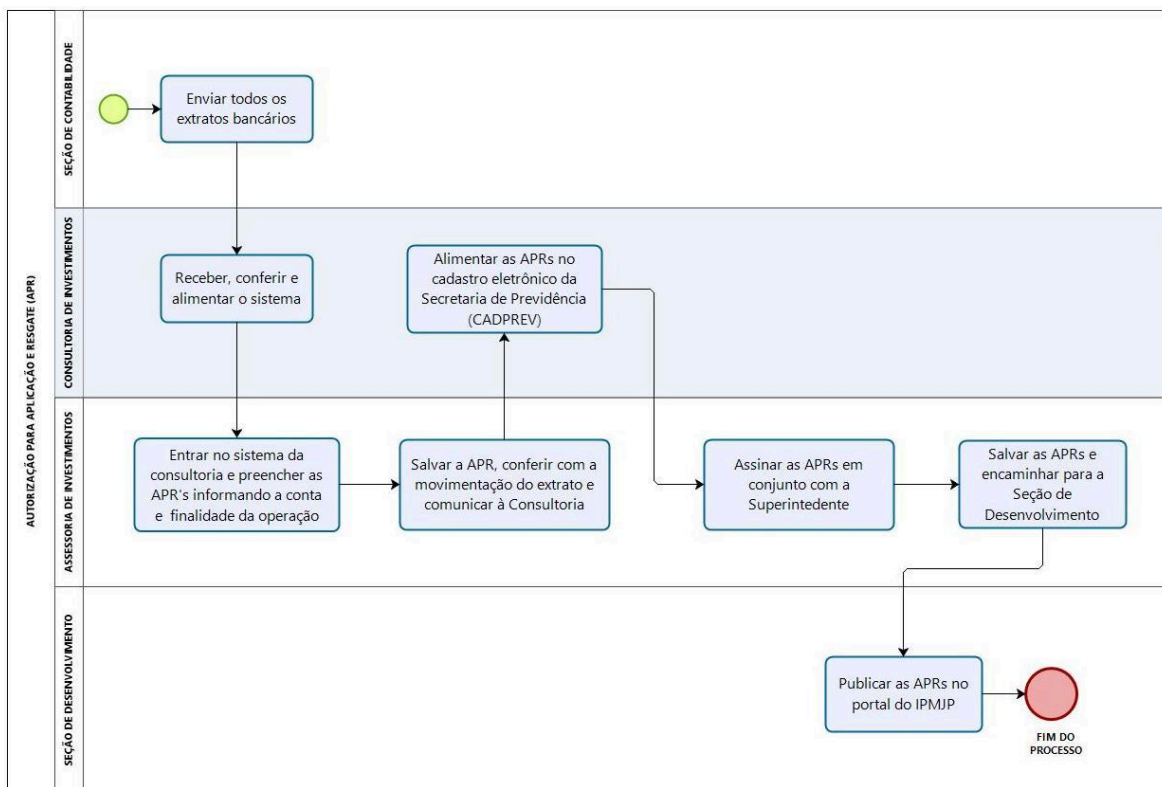 AUTORIZAÇÃO PARA APLICAÇÃO E RESGATE (APR)
SEÇÃO DE CONTABILIDADE
Enviar todos os
extratos bancários
CONSULTORIA DE INVESTIMENTOS
Receber, conferir e
alimentar o sistema
Alimentar as APRs no
cadastro eletrônico da
Secretaria de Previdência
(CADPREV)
ASSESSORIA DE INVESTIMENTOS
Entrar no sistema da
consultoria e preencher as
APR's informando a conta
e finalidade da operação
Salvar a APR, conferir com a
movimentação do extrato e
comunicar à Consultoria
Assinar as APRs em
conjunto com a
Superintedente
Salvar as APRs e
encaminhar para a
Seção de
Desenvolvimento
SEÇÃO DE DESENVOLVIMENTO
Publicar as APRs no
portal do IPMJP
FIM DO
PROCESSO